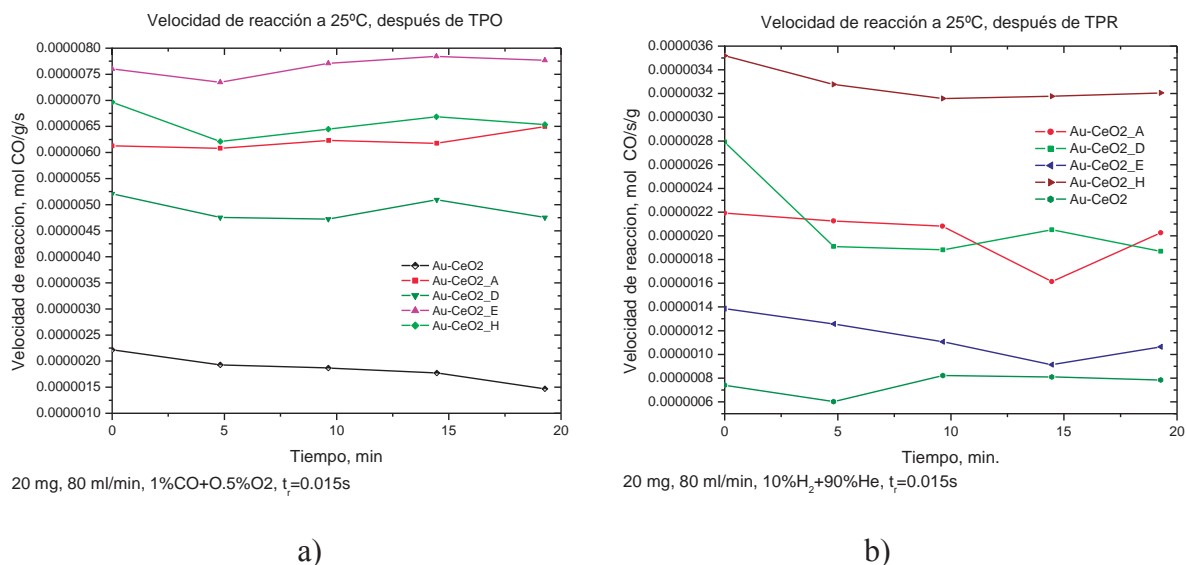 Velocidad de reacción a 25ºC, después de TPO
Velocidad de reaccion, mol CO/g/s
0.0000080
0.0000075
0.0000070
0.0000065
0.0000060
0.0000055
0.0000050
0.0000045
0.0000040
0.0000035
0.0000030
0.0000025
0.0000020
0.0000015
0.0000010
Au-CeO2
Au-CeO2_A
Au-CeO2_D
Au-CeO2_E
Au-CeO2_H
0 5 10 15 20
Tiempo, min
20 mg, 80 ml/min, 1%CO+O.5%O2, t_r=0.015s
a)
Velocidad de reacción a 25ºC, después de TPR
Velocidad de reaccion, mol CO/s/g
0.0000036
0.0000034
0.0000032
0.0000030
0.0000028
0.0000026
0.0000024
0.0000022
0.0000020
0.0000018
0.0000016
0.0000014
0.0000012
0.0000010
0.0000008
0.0000006
Au-CeO2_A
Au-CeO2_D
Au-CeO2_E
Au-CeO2_H
Au-CeO2
0 5 10 15 20
Tiempo, min.
20 mg, 80 ml/min, 10%H₂+90%He, t_r=0.015s
b)